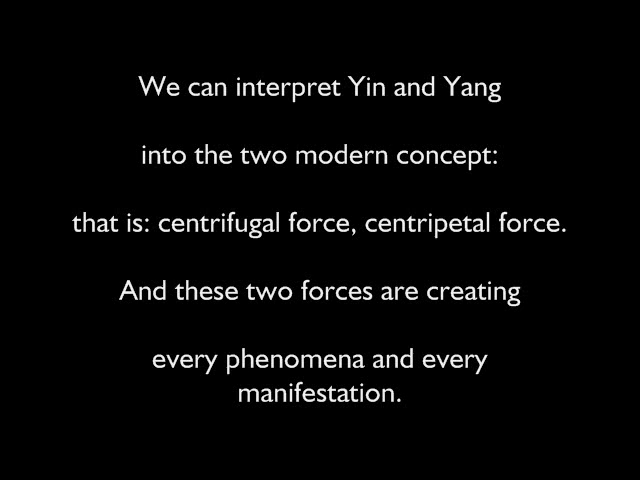 We can interpret Yin and Yang
into the two modern concept:
that is: centrifugal force, centripetal force.
And these two forces are creating
every phenomena and every
manifestation.